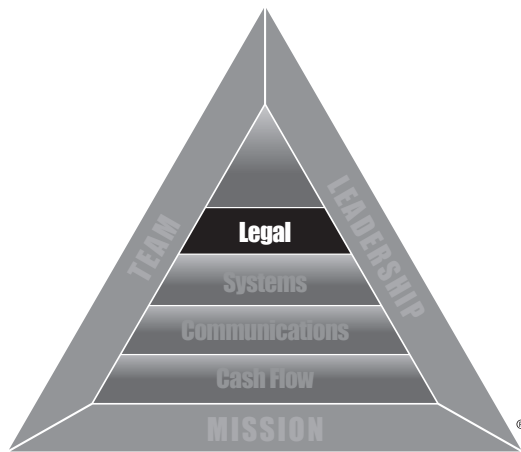 TEAM
LEADERSHIP
Legal
Systems
Communications
Cash Flow
MISSION
®